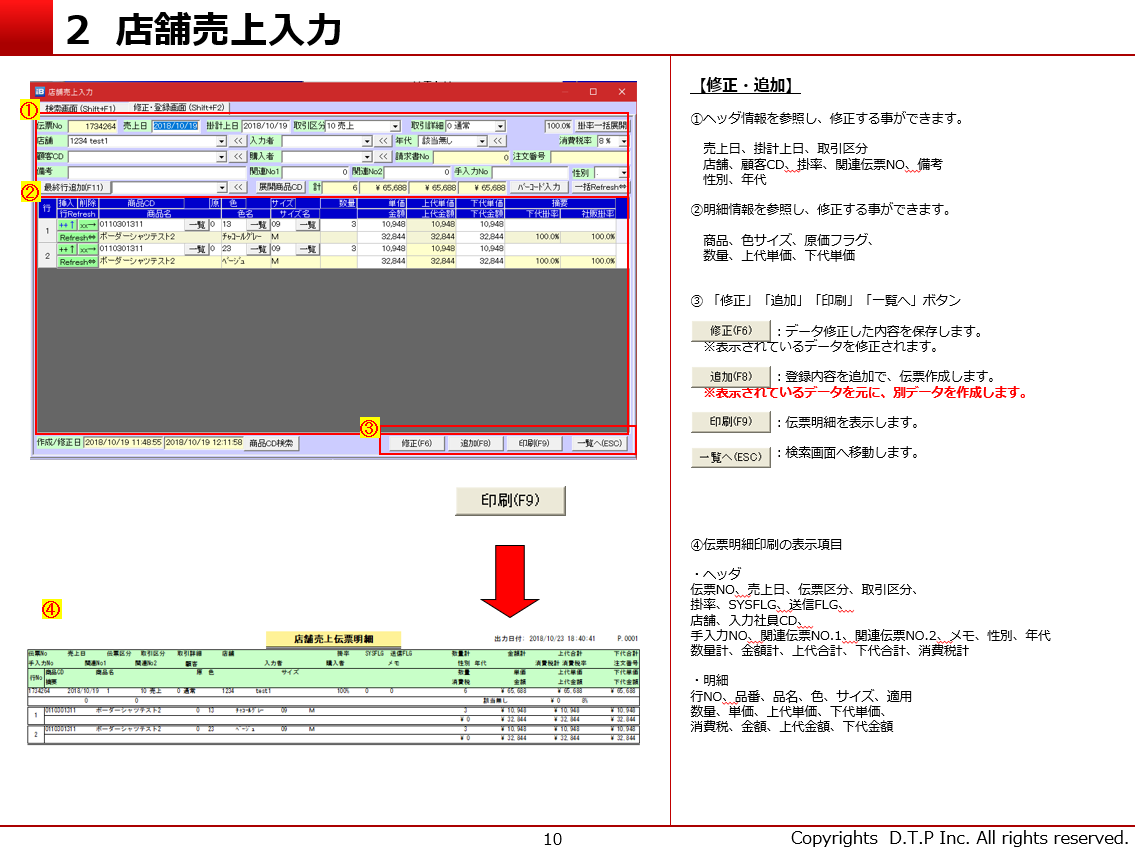 2 店舗売上入力
店舗売上入力
検索画面 (Shift+F1) 修正・登録画面 (Shift+F2)
①
伝票No 1734264 売上日 2018/10/19 掛計上日 2018/10/19 取引区分 10 売上 取引詳細 0 通常 100.0% 掛率一括展開
店舗 1234 test1 << 入力者 << 年代 該当無し << 消費税率 8%
顧客CD << 購入者 << 請求書No 0 注文番号
備考 関連No1 0 関連No2 0 手入力No 性別 .
② 最終行追加(F11) << 展開商品CD 計 6 ¥ 65,688 ¥ 65,688 ¥ 65,688 バーコード入力 一括Refresh⇔
行 挿入 削除 商品CD 原 色 サイズ 数量 単価 上代単価 下代単価 摘要
行Refresh 商品名 色名 サイズ名 金額 上代金額 下代金額 下代掛率 社販掛率
1 ++↑ xx→ 0110301311 一覧 0 13 一覧 09 一覧 3 10,948 10,948 10,948
Refresh⇔ ボーダーシャツテスト2 チャコールグレー M 32,844 32,844 32,844 100.0% 100.0%
2 ++↑ xx→ 0110301311 一覧 0 23 一覧 09 一覧 3 10,948 10,948 10,948
Refresh⇔ ボーダーシャツテスト2 ベージュ M 32,844 32,844 32,844 100.0% 100.0%
③
作成/修正日 2018/10/19 11:48:55 2018/10/19 12:11:58 商品CD検索 修正(F6) 追加(F8) 印刷(F9) 一覧へ(ESC)
印刷(F9)
④
店舗売上伝票明細 出力日付: 2018/10/23 18:40:41 P.0001
伝票No 売上日 伝票区分 取引区分 取引詳細 店舗 掛率 SYSFLG 送信FLG 数量計 金額計 上代合計 下代合計
手入力No 関連No1 関連No2 顧客 入力者 購入者 メモ 性別 年代 消費税計 消費税率 注文番号
行No 商品CD 商品名 原 色 サイズ 数量 単価 上代単価 下代単価
摘要 消費税 金額 上代金額 下代金額
1734264 2018/10/19 1 10 売上 0 通常 1234 test1 100% 0 0 6 ¥ 65,688 ¥ 65,688 ¥ 65,688
0 0 該当無し ¥ 0 8%
1 0110301311 ボーダーシャツテスト2 0 13 チャコールグレー 09 M 3 ¥ 10,948 ¥ 10,948 ¥ 10,948
¥ 0 ¥ 32,844 ¥ 32,844 ¥ 32,844
2 0110301311 ボーダーシャツテスト2 0 23 ベージュ 09 M 3 ¥ 10,948 ¥ 10,948 ¥ 10,948
¥ 0 ¥ 32,844 ¥ 32,844 ¥ 32,844
【修正・追加】
①ヘッダ情報を参照し、修正する事ができます。
売上日、掛計上日、取引区分
店舗、顧客CD、掛率、関連伝票NO、備考
性別、年代
②明細情報を参照し、修正する事ができます。
商品、色サイズ、原価フラグ、
数量、上代単価、下代単価
③ 「修正」「追加」「印刷」「一覧へ」ボタン
修正(F6) ：データ修正した内容を保存します。
※表示されているデータを修正されます。
追加(F8) ：登録内容を追加で、伝票作成します。
※表示されているデータを元に、別データを作成します。
印刷(F9) ：伝票明細を表示します。
一覧へ(ESC) ：検索画面へ移動します。
④伝票明細印刷の表示項目
・ヘッダ
伝票NO、売上日、伝票区分、取引区分、
掛率、SYSFLG、送信FLG、
店舗、入力社員CD、
手入力NO、関連伝票NO.1、関連伝票NO.2、メモ、性別、年代
数量計、金額計、上代合計、下代合計、消費税計
・明細
行NO、品番、品名、色、サイズ、適用
数量、単価、上代単価、下代単価、
消費税、金額、上代金額、下代金額
10
Copyrights D.T.P Inc. All rights reserved.